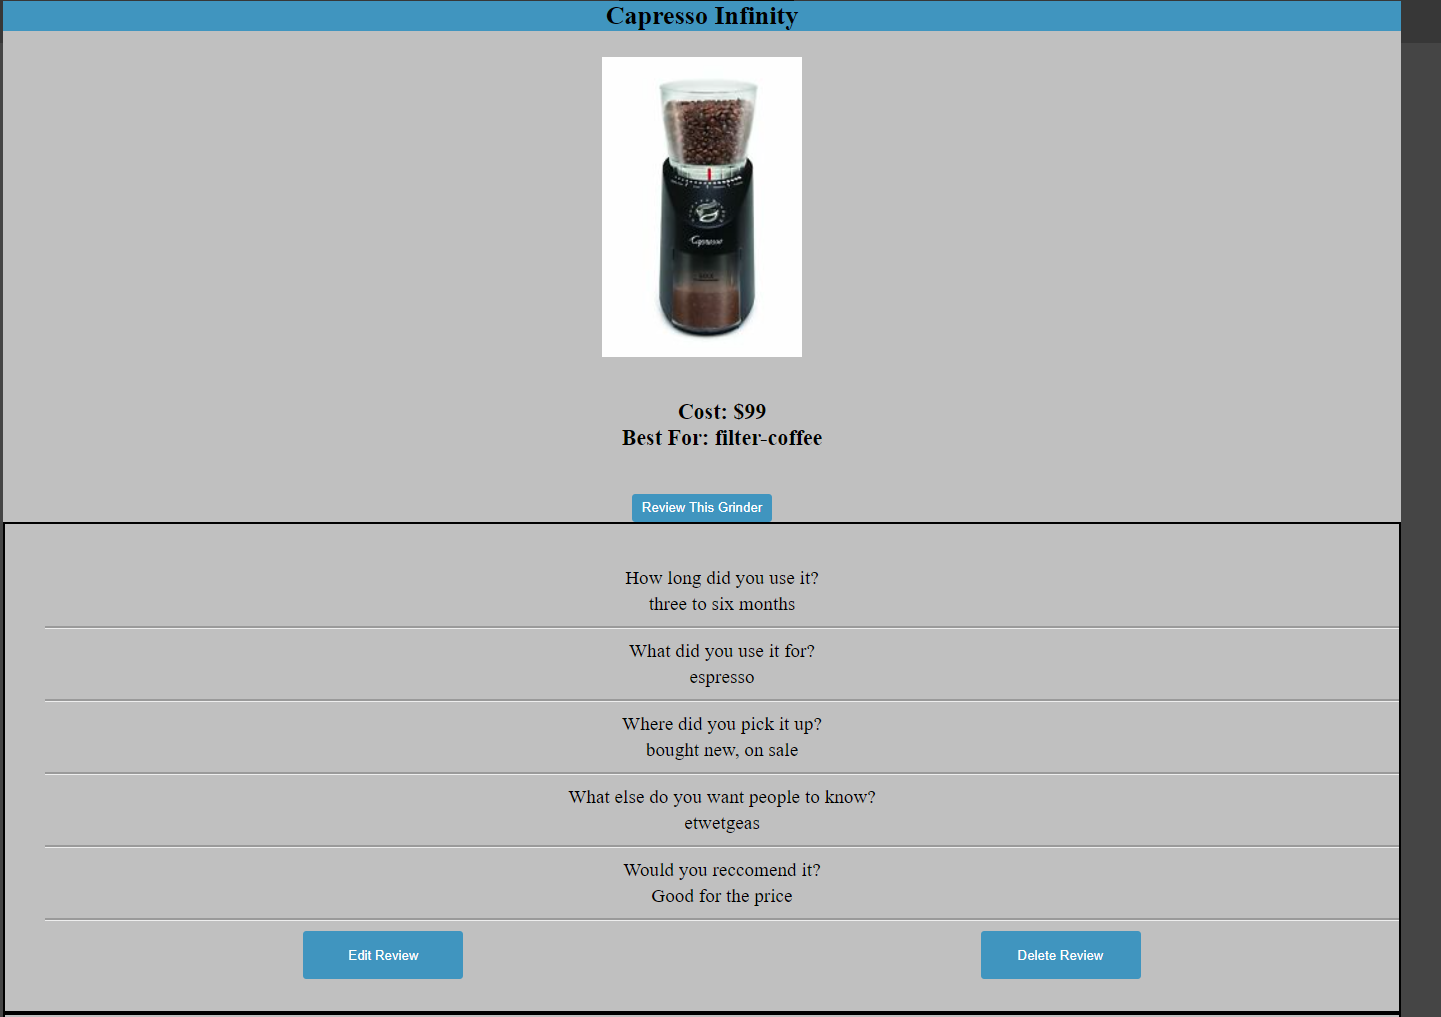 Capresso Infinity
Capresso
Cost: $99
Best For: filter-coffee
Review This Grinder
How long did you use it?
three to six months
What did you use it for?
espresso
Where did you pick it up?
bought new, on sale
What else do you want people to know?
etwetgeas
Would you reccomend it?
Good for the price
Edit Review
Delete Review